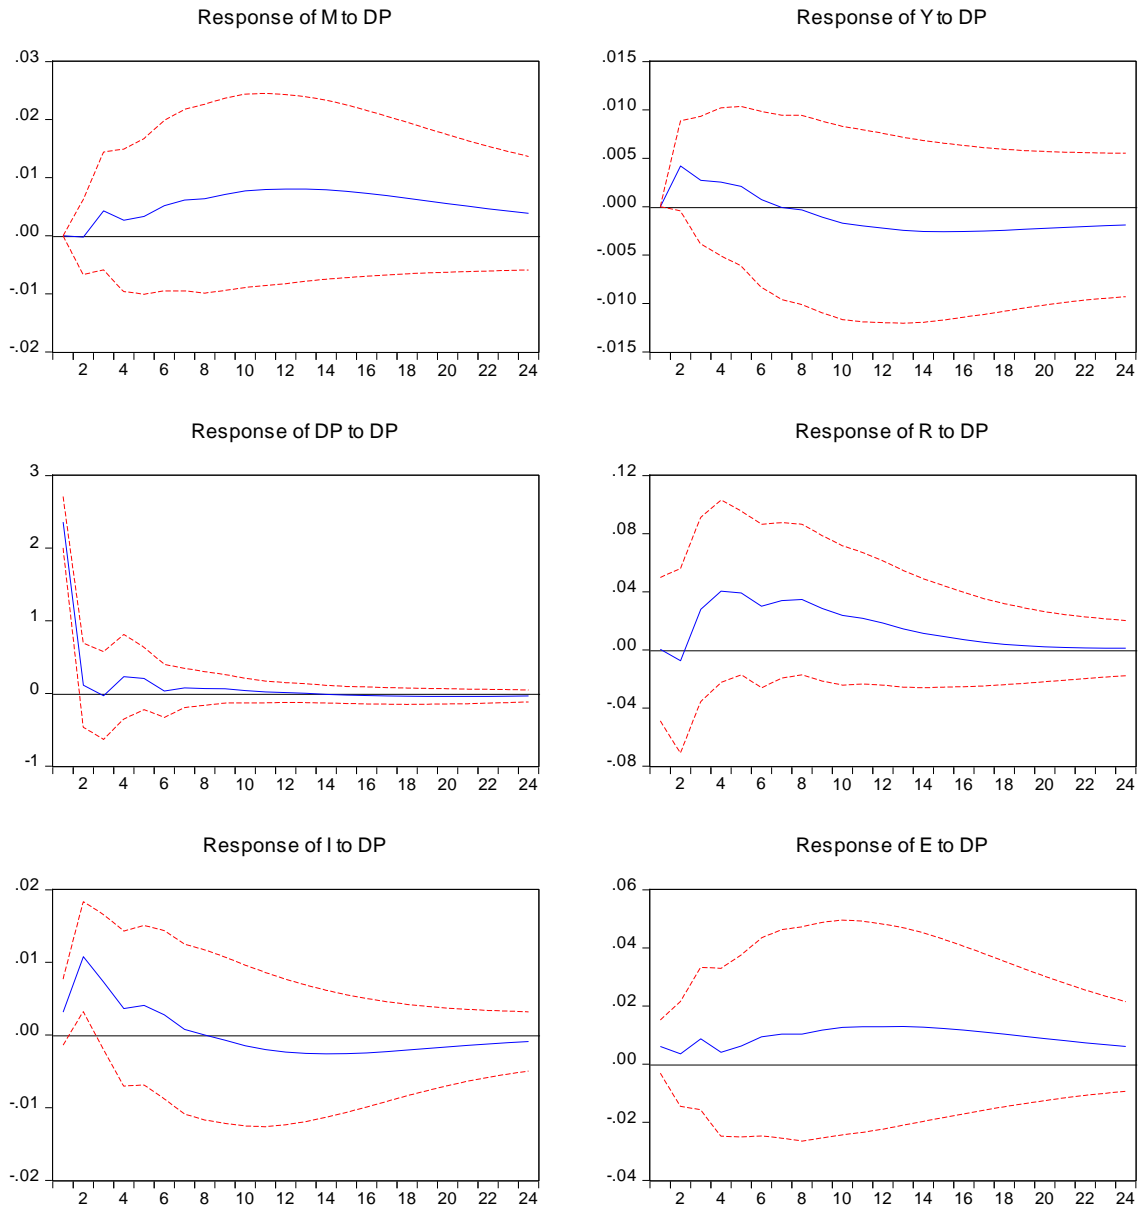 Response of M to DP
.03
.02
.01
.00
-.01
-.02
2 4 6 8 10 12 14 16 18 20 22 24
Response of Y to DP
.015
.010
.005
.000
-.005
-.010
-.015
2 4 6 8 10 12 14 16 18 20 22 24
Response of DP to DP
3
2
1
0
-1
2 4 6 8 10 12 14 16 18 20 22 24
Response of R to DP
.12
.08
.04
.00
-.04
-.08
2 4 6 8 10 12 14 16 18 20 22 24
Response of I to DP
.02
.01
.00
-.01
-.02
2 4 6 8 10 12 14 16 18 20 22 24
Response of E to DP
.06
.04
.02
.00
-.02
-.04
2 4 6 8 10 12 14 16 18 20 22 24